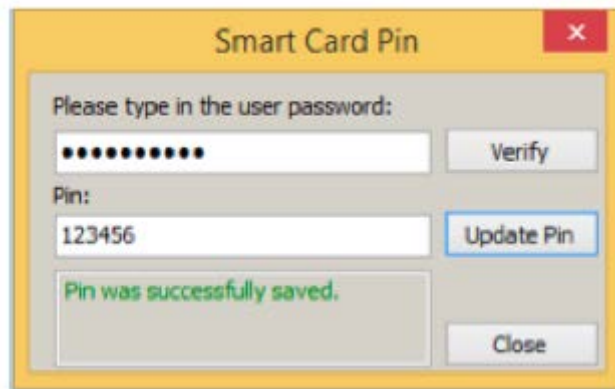 Smart Card Pin
Please type in the user password:
●●●●●●●●●●
Verify
Pin:
123456
Update Pin
Pin was successfully saved.
Close